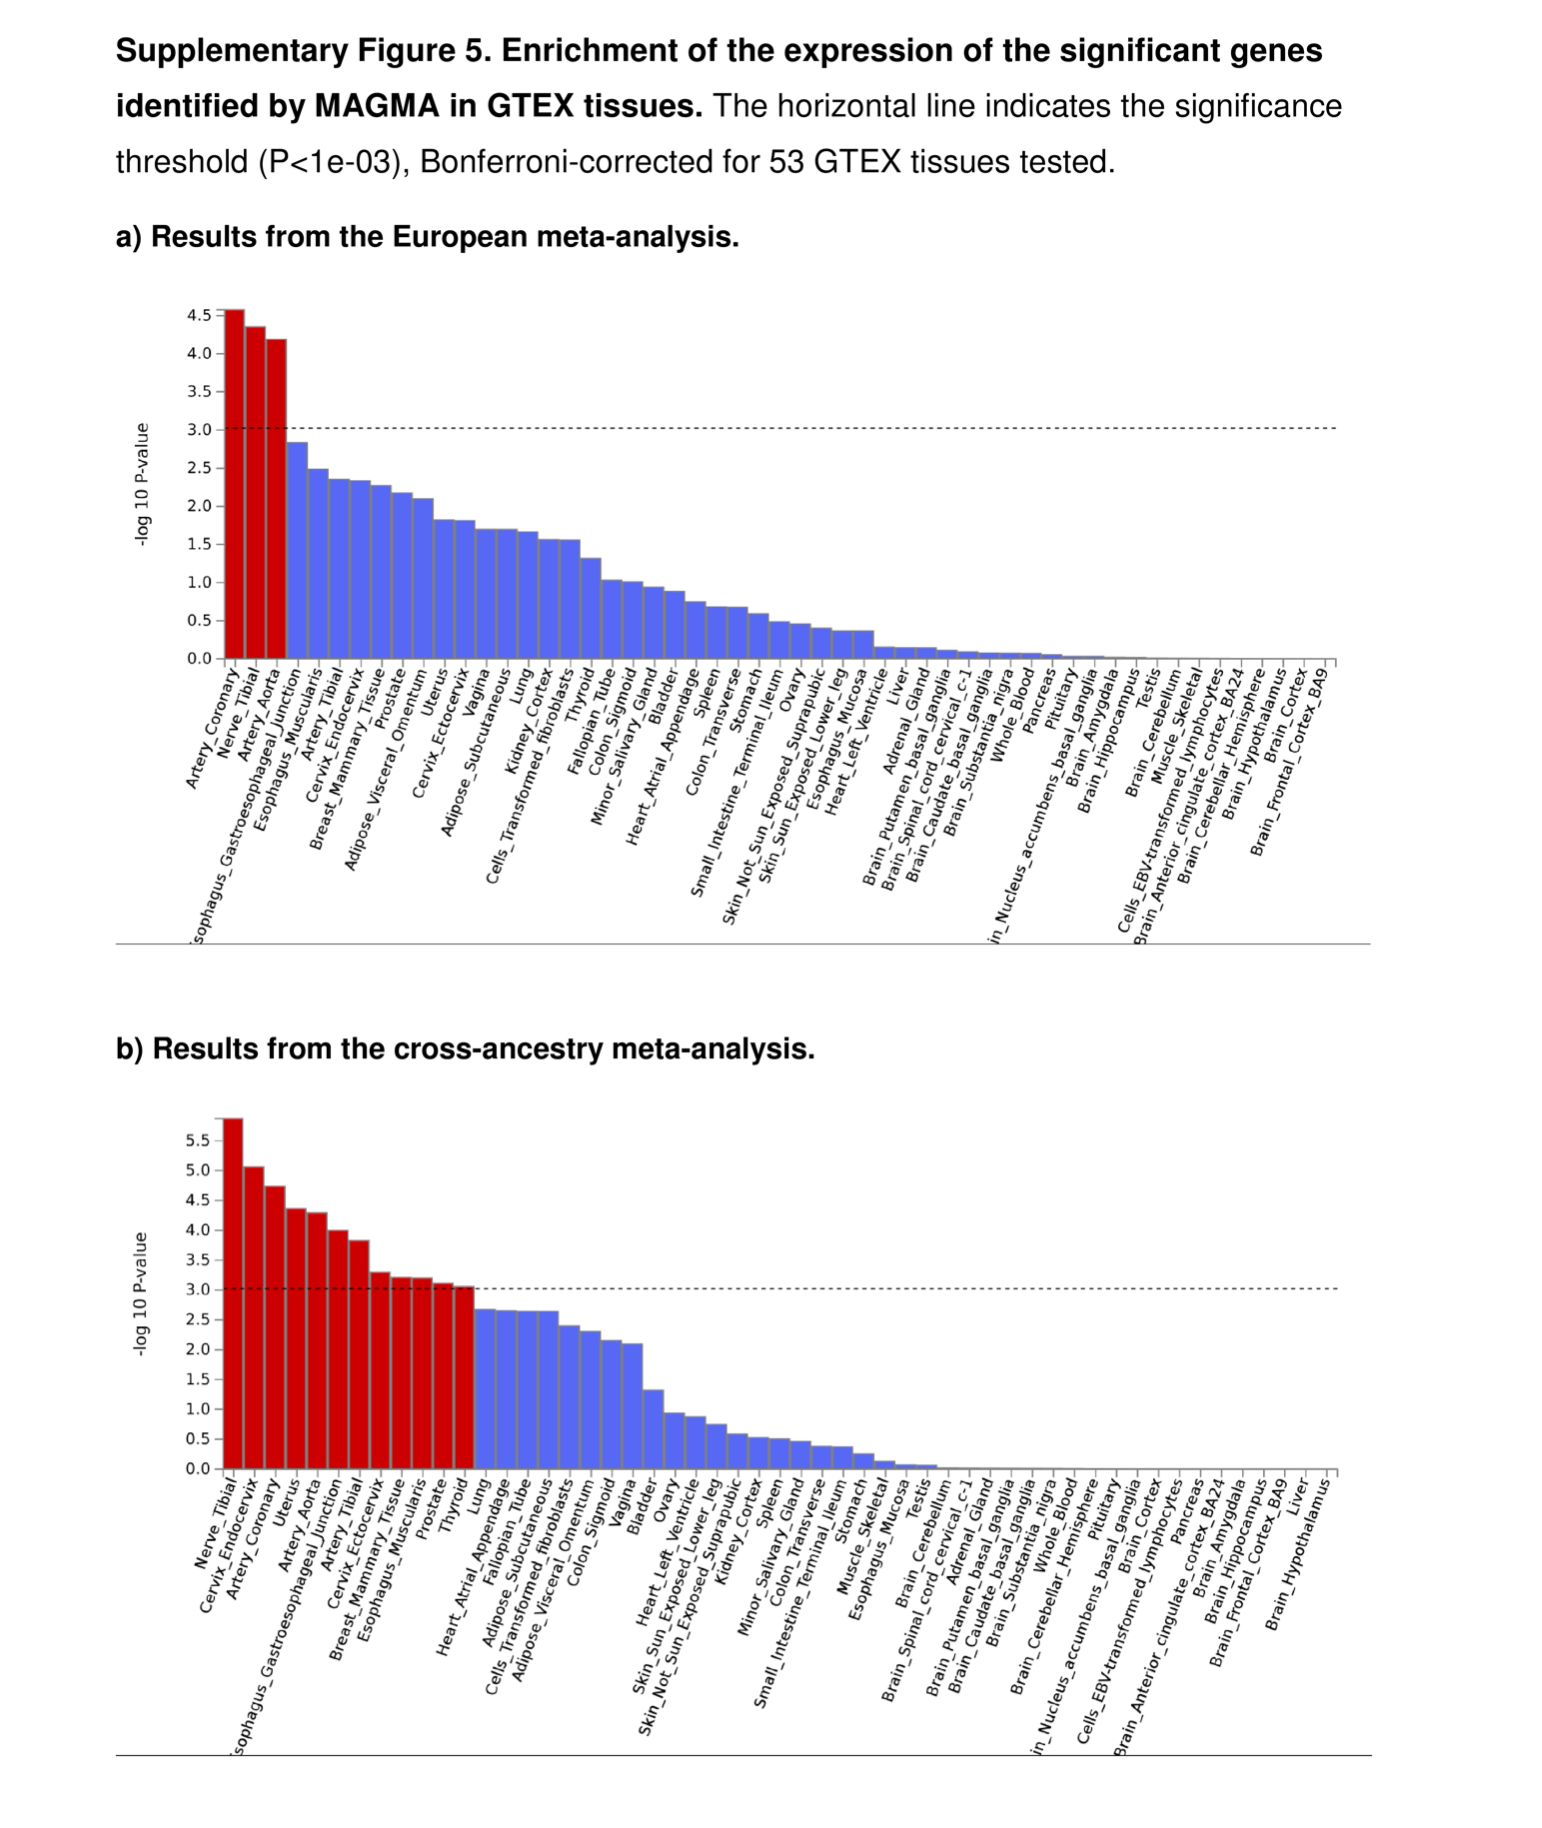 Supplementary Figure 5. Enrichment of the expression of the significant genes
identified by MAGMA in GTEX tissues. The horizontal line indicates the significance
threshold (P<1e-03), Bonferroni-corrected for 53 GTEX tissues tested.
a) Results from the European meta-analysis.
-log 10 P-value
4.5
4.0
3.5
3.0
2.5
2.0
1.5
1.0
0.5
0.0
Artery_Coronary
Nerve_Tibial
Artery_Aorta
sophagus_Gastroesophageal_Junction
Esophagus_Muscularis
Artery_Tibial
Cervix_Endocervix
Breast_Mammary_Tissue
Prostate
Adipose_Visceral_Omentum
Uterus
Cervix_Ectocervix
Vagina
Adipose_Subcutaneous
Lung
Kidney_Cortex
Cells_Transformed_fibroblasts
Thyroid
Fallopian_Tube
Colon_Sigmoid
Minor_Salivary_Gland
Bladder
Heart_Atrial_Appendage
Spleen
Colon_Transverse
Stomach
Small_Intestine_Terminal_Ileum
Ovary
Skin_Not_Sun_Exposed_Suprapubic
Skin_Sun_Exposed_Lower_leg
Esophagus_Mucosa
Heart_Left_Ventricle
Liver
Adrenal_Gland
Brain_Putamen_basal_ganglia
Brain_Spinal_cord_cervical_c-1
Brain_Caudate_basal_ganglia
Brain_Substantia_nigra
Whole_Blood
Pancreas
Pituitary
in_Nucleus_accumbens_basal_ganglia
Brain_Amygdala
Brain_Hippocampus
Testis
Brain_Cerebellum
Muscle_Skeletal
Cells_EBV-transformed_lymphocytes
Brain_Anterior_cingulate_cortex_BA24
Brain_Cerebellar_Hemisphere
Brain_Hypothalamus
Brain_Cortex
Brain_Frontal_Cortex_BA9
b) Results from the cross-ancestry meta-analysis.
-log 10 P-value
5.5
5.0
4.5
4.0
3.5
3.0
2.5
2.0
1.5
1.0
0.5
0.0
Nerve_Tibial
Cervix_Endocervix
Artery_Coronary
Uterus
Artery_Aorta
sophagus_Gastroesophageal_Junction
Artery_Tibial
Cervix_Ectocervix
Breast_Mammary_Tissue
Esophagus_Muscularis
Prostate
Thyroid
Lung
Heart_Atrial_Appendage
Fallopian_Tube
Adipose_Subcutaneous
Cells_Transformed_fibroblasts
Adipose_Visceral_Omentum
Colon_Sigmoid
Vagina
Bladder
Ovary
Heart_Left_Ventricle
Skin_Sun_Exposed_Lower_leg
Skin_Not_Sun_Exposed_Suprapubic
Kidney_Cortex
Spleen
Minor_Salivary_Gland
Colon_Transverse
Small_Intestine_Terminal_Ileum
Stomach
Muscle_Skeletal
Esophagus_Mucosa
Testis
Brain_Cerebellum
Brain_Spinal_cord_cervical_c-1
Adrenal_Gland
Brain_Putamen_basal_ganglia
Brain_Caudate_basal_ganglia
Brain_Substantia_nigra
Whole_Blood
Brain_Cerebellar_Hemisphere
Pituitary
in_Nucleus_accumbens_basal_ganglia
Brain_Cortex
Cells_EBV-transformed_lymphocytes
Pancreas
Brain_Anterior_cingulate_cortex_BA24
Brain_Amygdala
Brain_Hippocampus
Brain_Frontal_Cortex_BA9
Liver
Brain_Hypothalamus